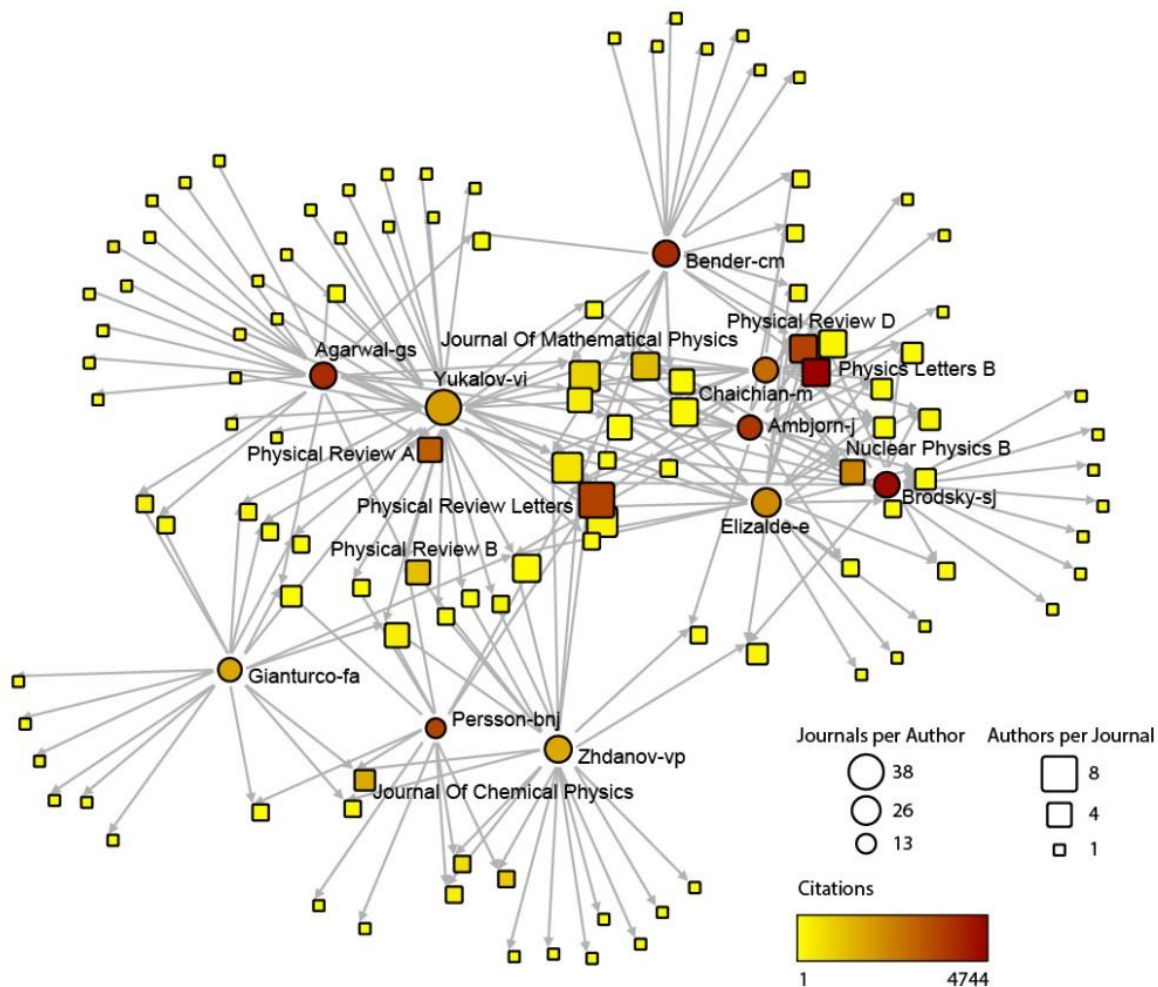 Bender-cm
Physical Review D
Journal Of Mathematical Physics
Agarwal-gs
Physics Letters B
Yukalov-vi
Chaichian-m
Ambjorn-j
Nuclear Physics B
Physical Review A
Brodsky-sj
Physical Review Letters
Elizalde-e
Physical Review B
Gianturco-fa
Persson-bnj
Zhdanov-vp
Journal Of Chemical Physics
Journals per Author
38
26
13
Authors per Journal
8
4
1
Citations
1
4744